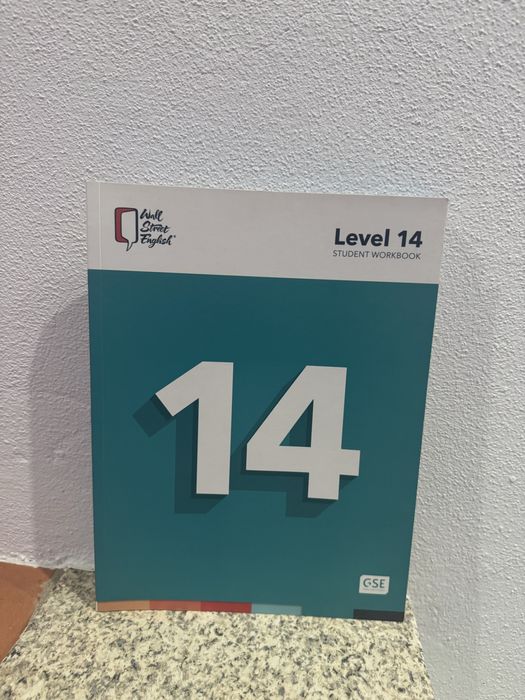 Wall
Street
English®
Level 14
STUDENT WORKBOOK
14
GSE